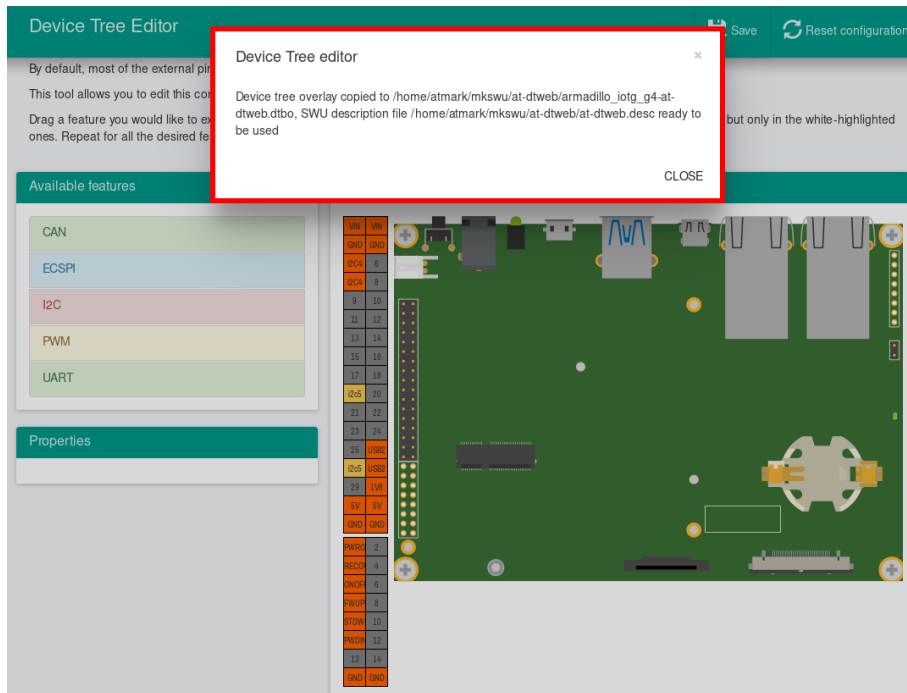 Device Tree Editor
Save
Reset configuration
By default, most of the external pi
This tool allows you to edit this co
Drag a feature you would like to e
but only in the white-highlighted
ones. Repeat for all the desired fe
Device Tree editor
×
Device tree overlay copied to /home/atmark/mkswu/at-dtweb/armadillo_iotg_g4-at-
dtweb.dtbo, SWU description file /home/atmark/mkswu/at-dtweb/at-dtweb.desc ready to
be used
CLOSE
Available features
CAN
ECSPI
I2C
PWM
UART
Properties
VIN VIN
GND GND
I2C4 6
I2C4 8
9 10
11 12
13 14
15 16
17 18
i2c5 20
21 22
23 24
25 USB2
i2c5 USB2
29 1V8
5V 5V
GND GND
PWRO 2
RECO 4
ONOF 6
FWUP 8
STDW 10
PWDIN 12
13 14
GND GND